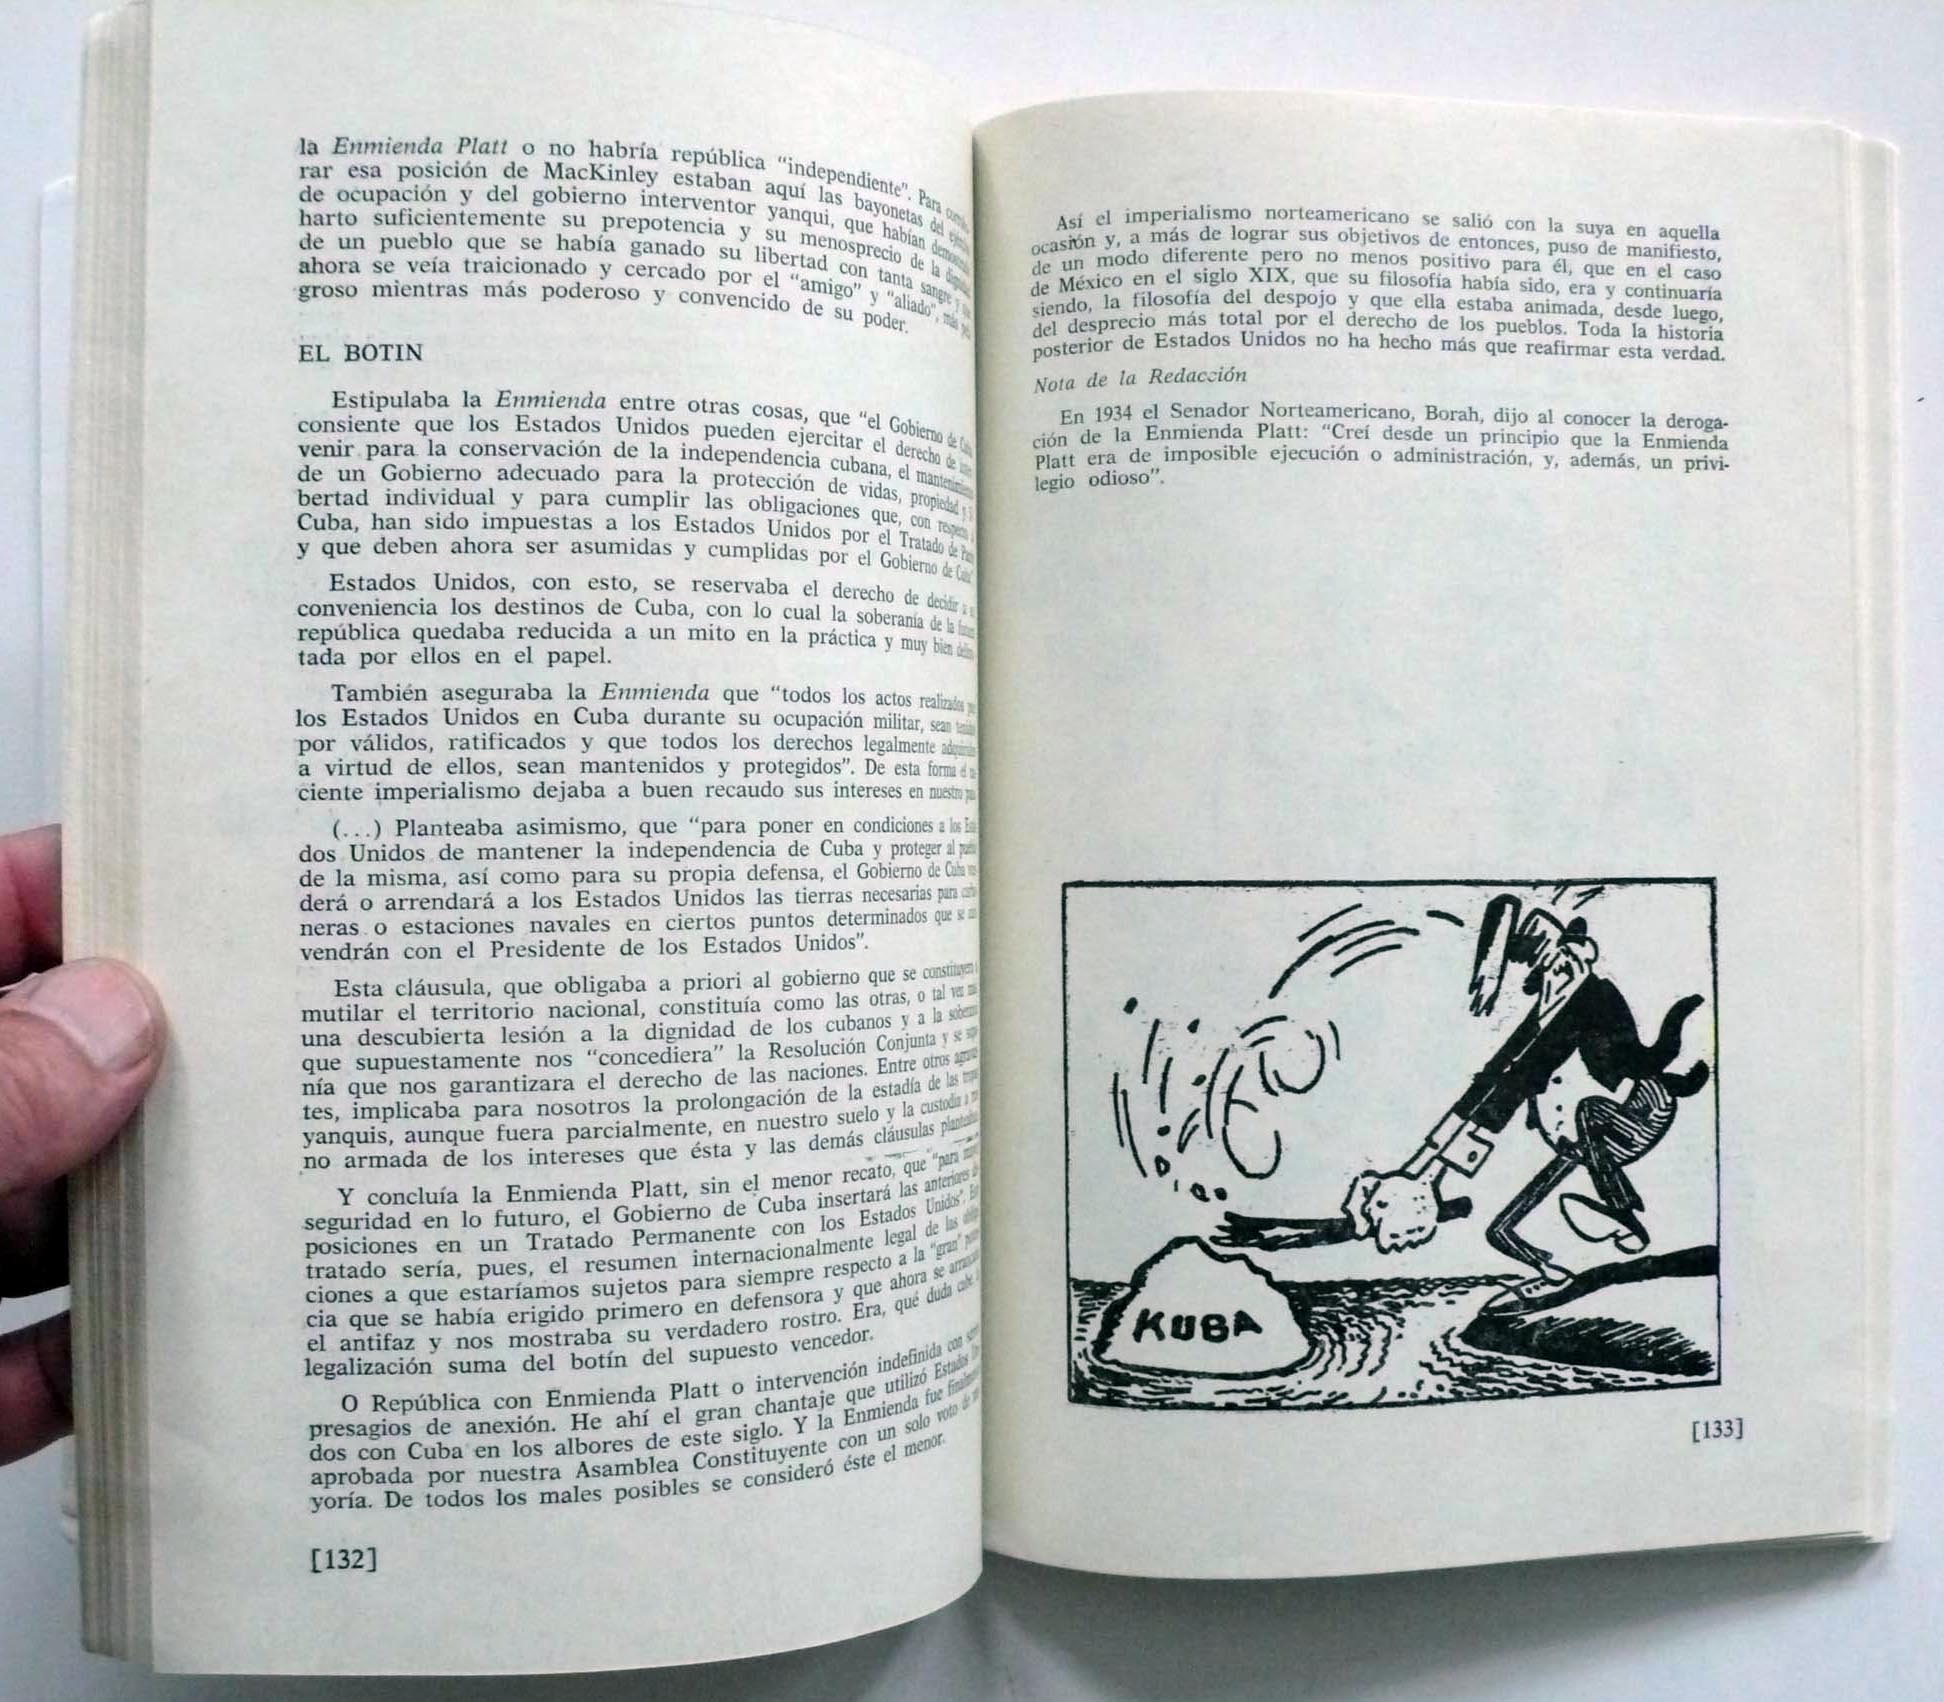 la Enmienda Platt o no habría república "independiente". Para
rar esa posición de MacKinley estaban aquí las bayonetas del
de ocupación y del gobierno interventor yanqui, que habían
harto suficientemente su prepotencia y su menosprecio de la
de un pueblo que se había ganado su libertad con tanta sangre y
ahora se veía traicionado y cercado por el "amigo" y "aliado", más
groso mientras más poderoso y convencido de su poder.
EL BOTIN
Estipulaba la Enmienda entre otras cosas, que "el Gobierno de Cuba
consiente que los Estados Unidos pueden ejercitar el derecho de
venir para la conservación de la independencia cubana, el mantenimiento
de un Gobierno adecuado para la protección de vidas, propiedad y
bertad individual y para cumplir las obligaciones que, con respecto a
Cuba, han sido impuestas a los Estados Unidos por el Tratado de
y que deben ahora ser asumidas y cumplidas por el Gobierno de Cuba"
Estados Unidos, con esto, se reservaba el derecho de decidir a
conveniencia los destinos de Cuba, con lo cual la soberanía de la futura
república quedaba reducida a un mito en la práctica y muy bien
tada por ellos en el papel.
También aseguraba la Enmienda que "todos los actos realizados
los Estados Unidos en Cuba durante su ocupación militar, sean
por válidos, ratificados y que todos los derechos legalmente
a virtud de ellos, sean mantenidos y protegidos". De esta forma el
ciente imperialismo dejaba a buen recaudo sus intereses en nuestro
(...) Planteaba asimismo, que "para poner en condiciones a los
dos Unidos de mantener la independencia de Cuba y proteger al
de la misma, así como para su propia defensa, el Gobierno de Cuba
derá o arrendará a los Estados Unidos las tierras necesarias para
neras o estaciones navales en ciertos puntos determinados que se
vendrán con el Presidente de los Estados Unidos".
Esta cláusula, que obligaba a priori al gobierno que se
mutilar el territorio nacional, constituía como las otras, o tal vez
una descubierta lesión a la dignidad de los cubanos y a la
que supuestamente nos "concediera" la Resolución Conjunta y se
nía que nos garantizara el derecho de las naciones. Entre otros
tes, implicaba para nosotros la prolongación de la estadía de las
yanquis, aunque fuera parcialmente, en nuestro suelo y la custodia
no armada de los intereses que ésta y las demás cláusulas
Y concluía la Enmienda Platt, sin el menor recato, que "para
seguridad en lo futuro, el Gobierno de Cuba insertará las anteriores
posiciones en un Tratado Permanente con los Estados Unidos".
tratado sería, pues, el resumen internacionalmente legal de las
ciones a que estaríamos sujetos para siempre respecto a la "gran"
cia que se había erigido primero en defensora y que ahora se
el antifaz y nos mostraba su verdadero rostro. Era, qué duda cabe,
legalización suma del botín del supuesto vencedor.
O República con Enmienda Platt o intervención indefinida con
presagios de anexión. He ahí el gran chantaje que utilizó Estados
dos con Cuba en los albores de este siglo. Y la Enmienda fue
aprobada por nuestra Asamblea Constituyente con un solo voto de
yoría. De todos los males posibles se consideró éste el menor.
[132]
Así el imperialismo norteamericano se salió con la suya en aquella
ocasión y, a más de lograr sus objetivos de entonces, puso de manifiesto,
de un modo diferente pero no menos positivo para él, que en el caso
de México en el siglo XIX, que su filosofía había sido, era y continuaría
siendo, la filosofía del despojo y que ella estaba animada, desde luego,
del desprecio más total por el derecho de los pueblos. Toda la historia
posterior de Estados Unidos no ha hecho más que reafirmar esta verdad.
Nota de la Redacción
En 1934 el Senador Norteamericano, Borah, dijo al conocer la deroga-
ción de la Enmienda Platt: "Creí desde un principio que la Enmienda
Platt era de imposible ejecución o administración, y, además, un privi-
legio odioso".
KUBA
[133]